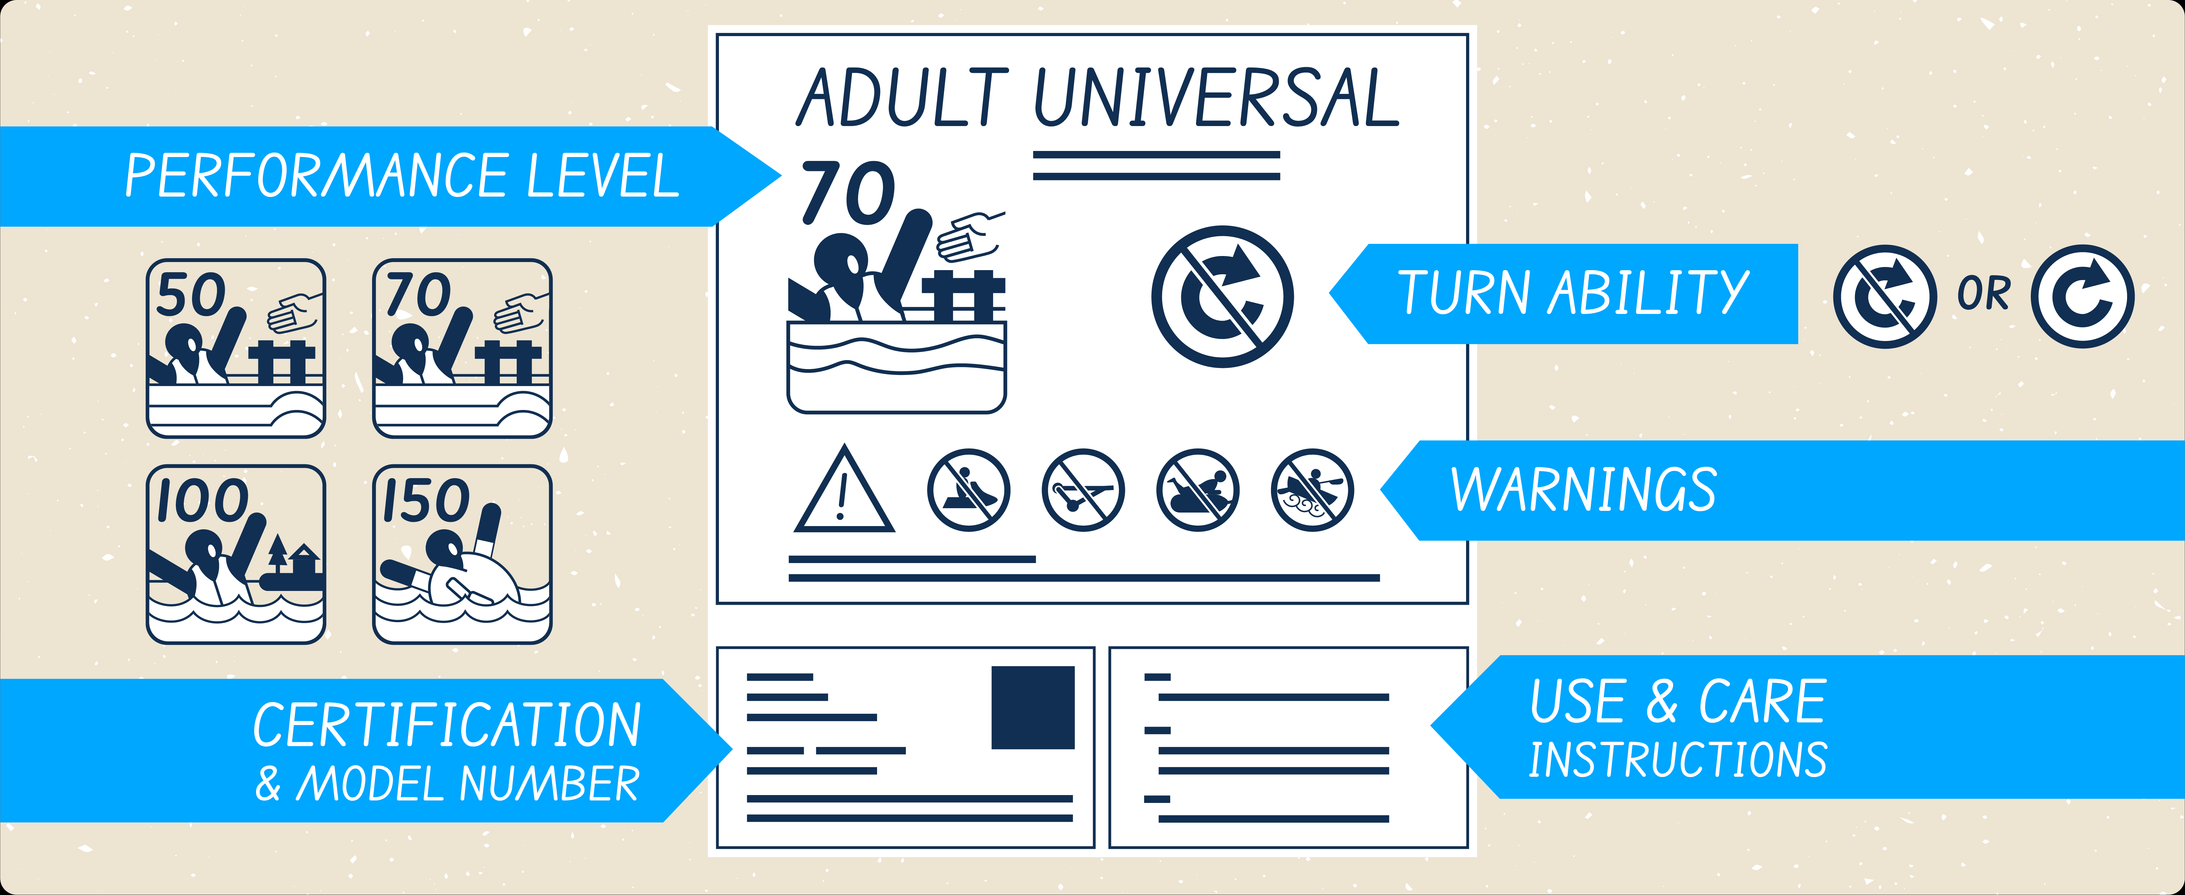 ADULT UNIVERSAL
PERFORMANCE LEVEL
70
50
70
100
150
TURN ABILITY
OR
!
WARNINGS
CERTIFICATION
& MODEL NUMBER
USE & CARE
INSTRUCTIONS